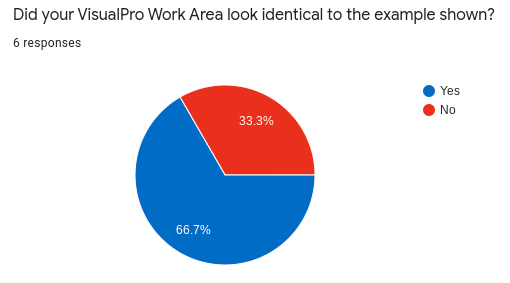 Did your VisualPro Work Area look identical to the example shown?
6 responses
Yes
No
33.3%
66.7%